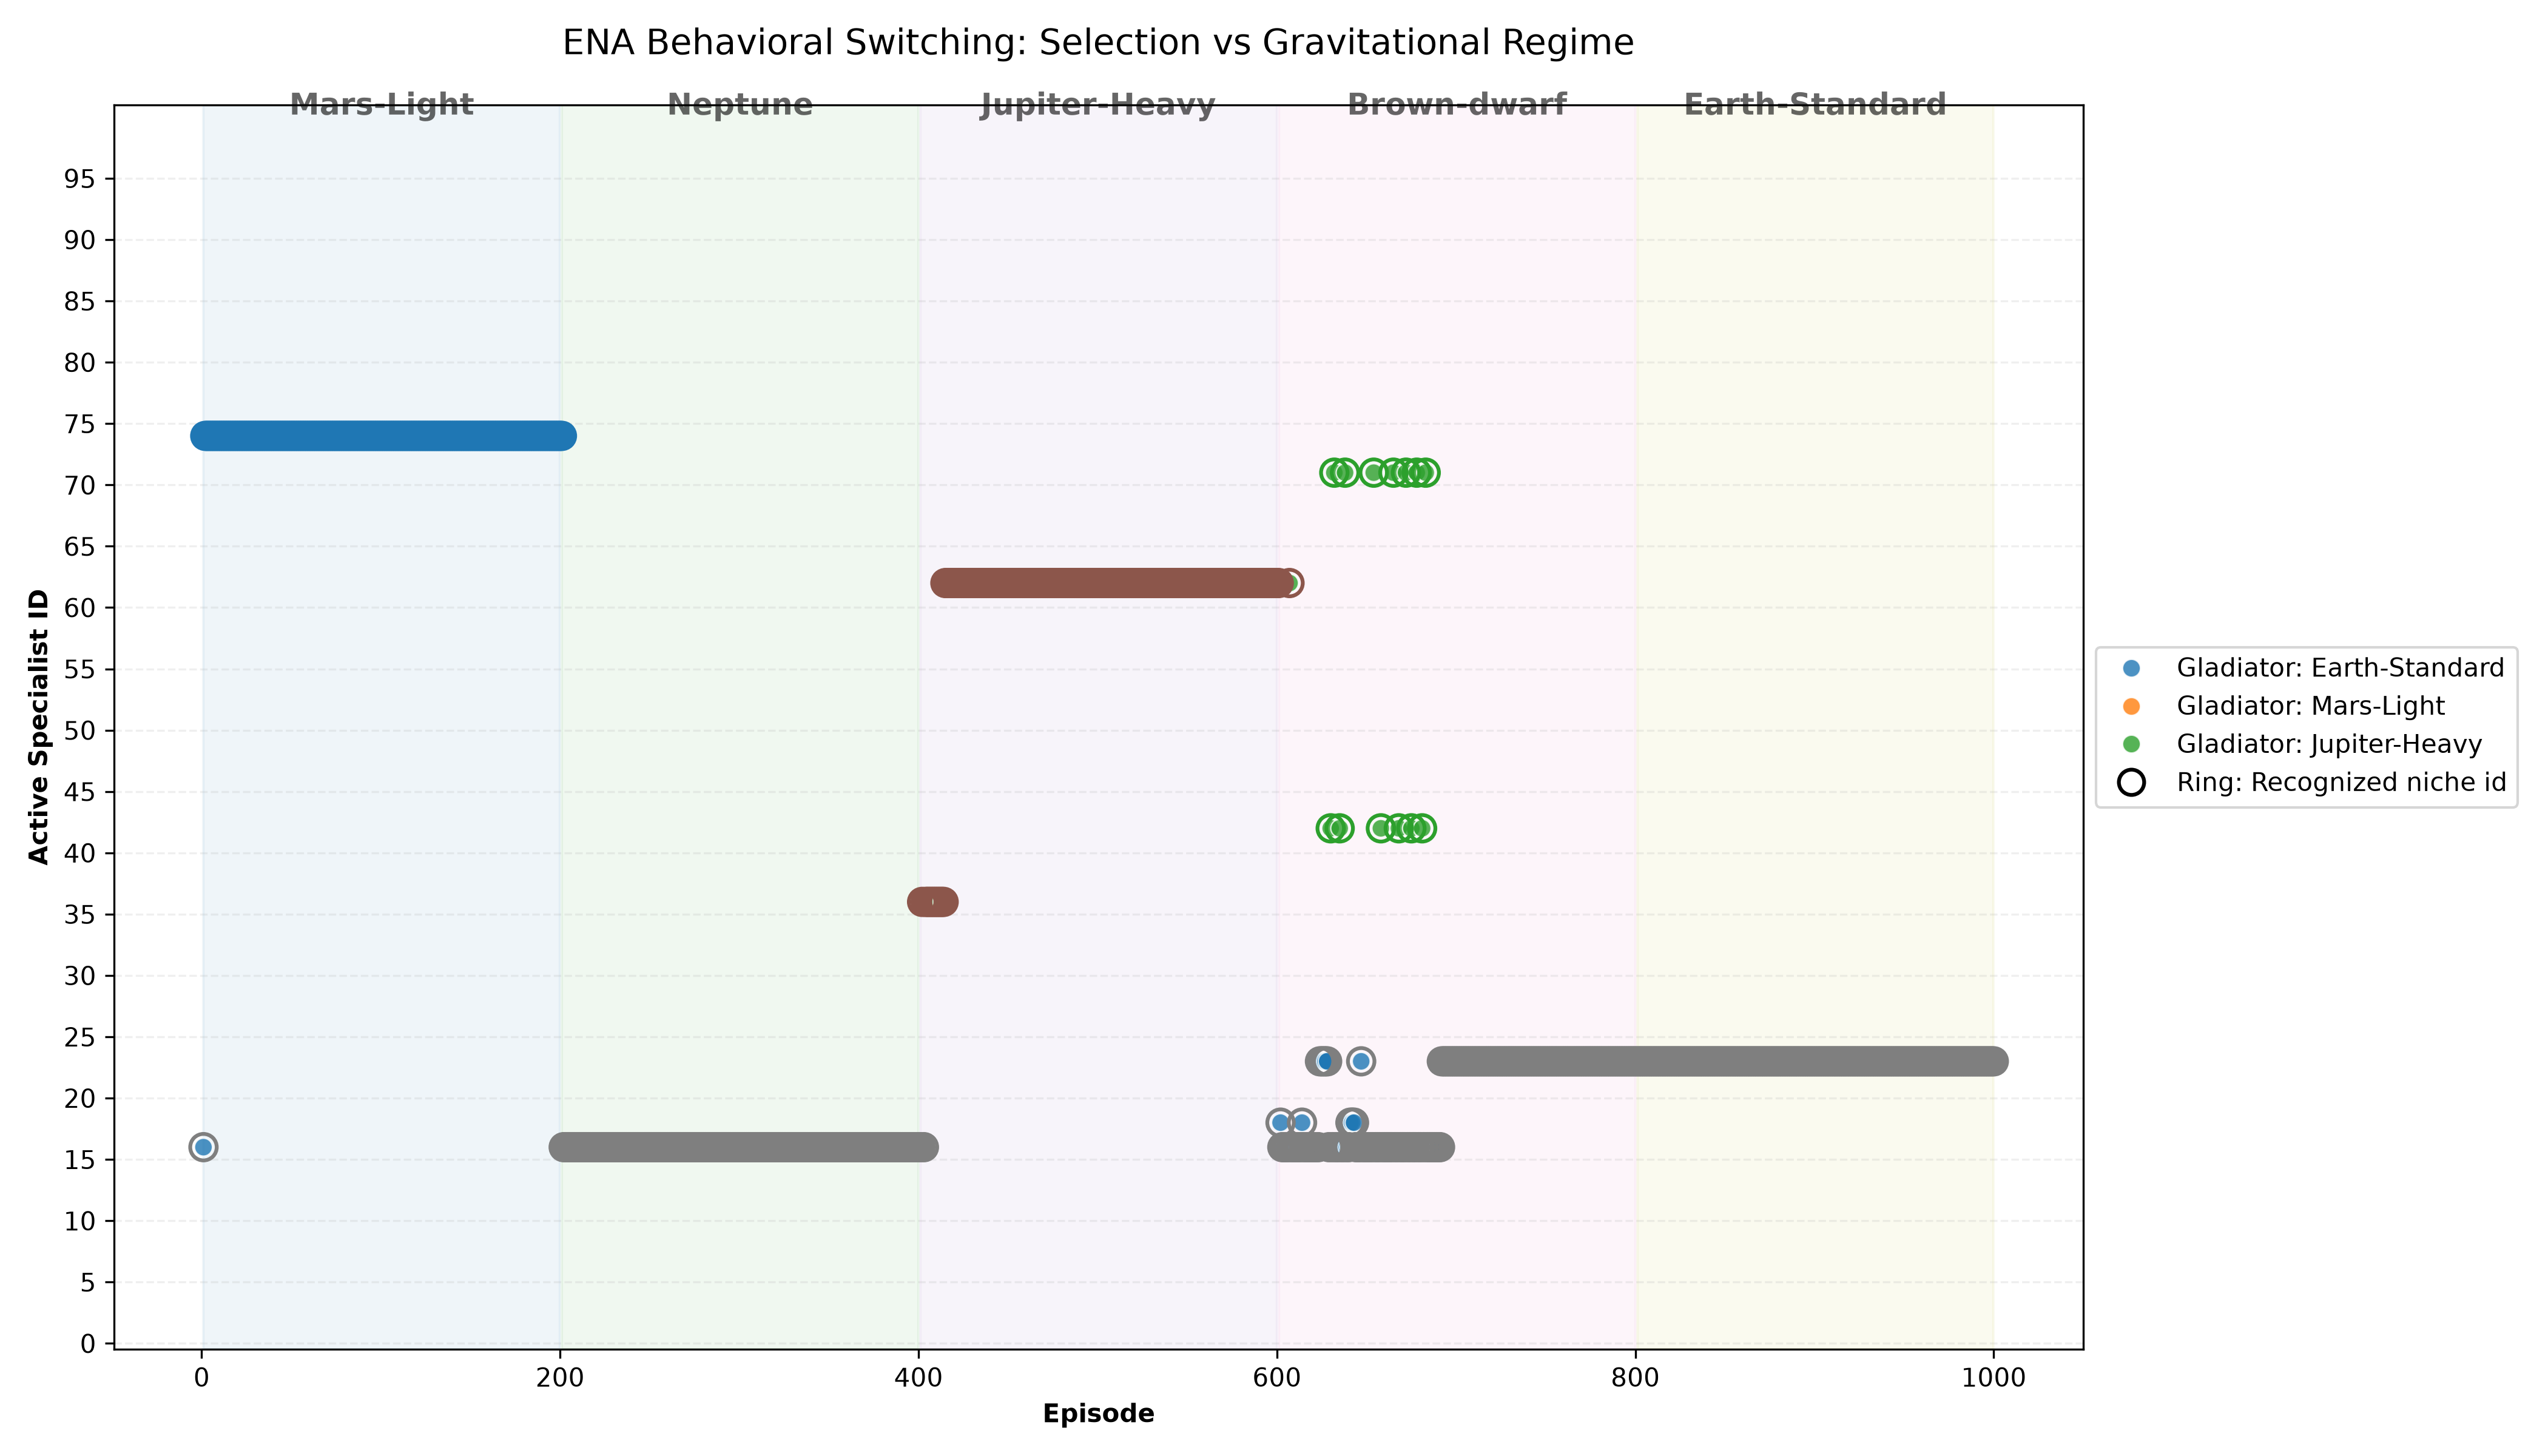 ENA Behavioral Switching: Selection vs Gravitational Regime
Mars-Light Neptune Jupiter-Heavy Brown-dwarf Earth-Standard
95
90
85
80
75
70
65
60
55
50
45
40
35
30
25
20
15
10
5
0
Active Specialist ID
0 200 400 600 800 1000
Episode
Gladiator: Earth-Standard
Gladiator: Mars-Light
Gladiator: Jupiter-Heavy
Ring: Recognized niche id